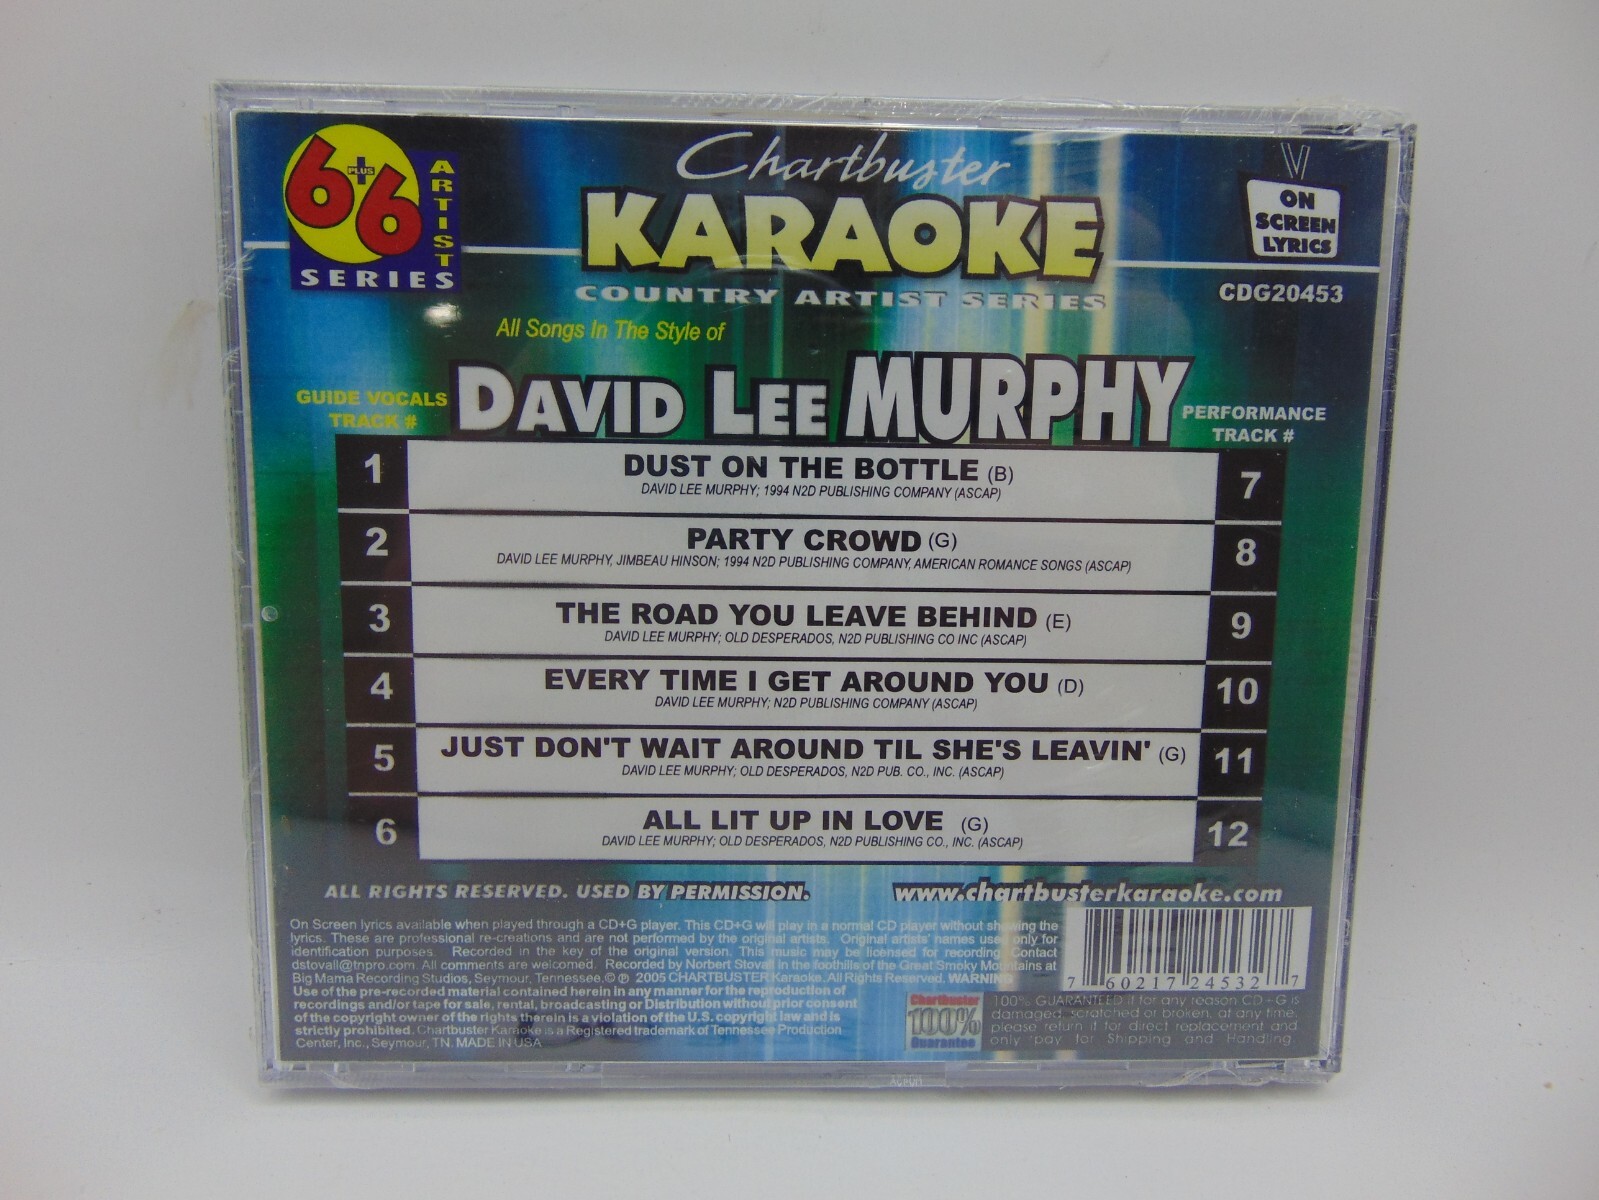 6 PLUS 6
ARTIST
SERIES
Chartbuster
KARAOKE
COUNTRY ARTIST SERIES
ON
SCREEN
LYRICS
CDG20453
All Songs In The Style of
DAVID LEE MURPHY
GUIDE VOCALS
TRACK #
PERFORMANCE
TRACK #
1 DUST ON THE BOTTLE (B) 7
DAVID LEE MURPHY; 1994 N2D PUBLISHING COMPANY (ASCAP)
2 PARTY CROWD (G) 8
DAVID LEE MURPHY, JIMBEAU HINSON; 1994 N2D PUBLISHING COMPANY, AMERICAN ROMANCE SONGS (ASCAP)
3 THE ROAD YOU LEAVE BEHIND (E) 9
DAVID LEE MURPHY; OLD DESPERADOS, N2D PUBLISHING CO INC (ASCAP)
4 EVERY TIME I GET AROUND YOU (D) 10
DAVID LEE MURPHY; N2D PUBLISHING COMPANY (ASCAP)
5 JUST DON'T WAIT AROUND TIL SHE'S LEAVIN' (G) 11
DAVID LEE MURPHY; OLD DESPERADOS, N2D PUB. CO., INC. (ASCAP)
6 ALL LIT UP IN LOVE (G) 12
DAVID LEE MURPHY; OLD DESPERADOS, N2D PUBLISHING CO., INC. (ASCAP)
ALL RIGHTS RESERVED. USED BY PERMISSION.
www.chartbusterkaraoke.com
On Screen lyrics available when played through a CD+G player. This CD+G will play in a normal CD player without showing the
lyrics. These are professional re-creations and are not performed by the original artists. Original artists' names used only for
identification purposes. Recorded in the key of the original version. This music may be licensed for recording. Contact
dstovall@tnpro.com. All comments are welcomed. Recorded by Norbert Stovall in the foothills of the Great Smoky Mountains at
Big Mama Recording Studios, Seymour, Tennessee.© ℗ 2005 CHARTBUSTER Karaoke. All Rights Reserved. WARNING
Use of the pre-recorded material contained herein in any manner for the reproduction of
recordings and/or tape for sale, rental, broadcasting or Distribution without prior consent
of the copyright owner of the rights therein is a violation of the U.S. copyright law and is
strictly prohibited. Chartbuster Karaoke is a Registered trademark of Tennessee Production
Center, Inc., Seymour, TN. MADE IN USA
7 60217 24532 7
Chartbuster
100%
Guarantee
100% GUARANTEED if for any reason CD+G is
damaged, scratched or broken, at any time,
please return it for direct replacement and
only pay for Shipping and Handling.